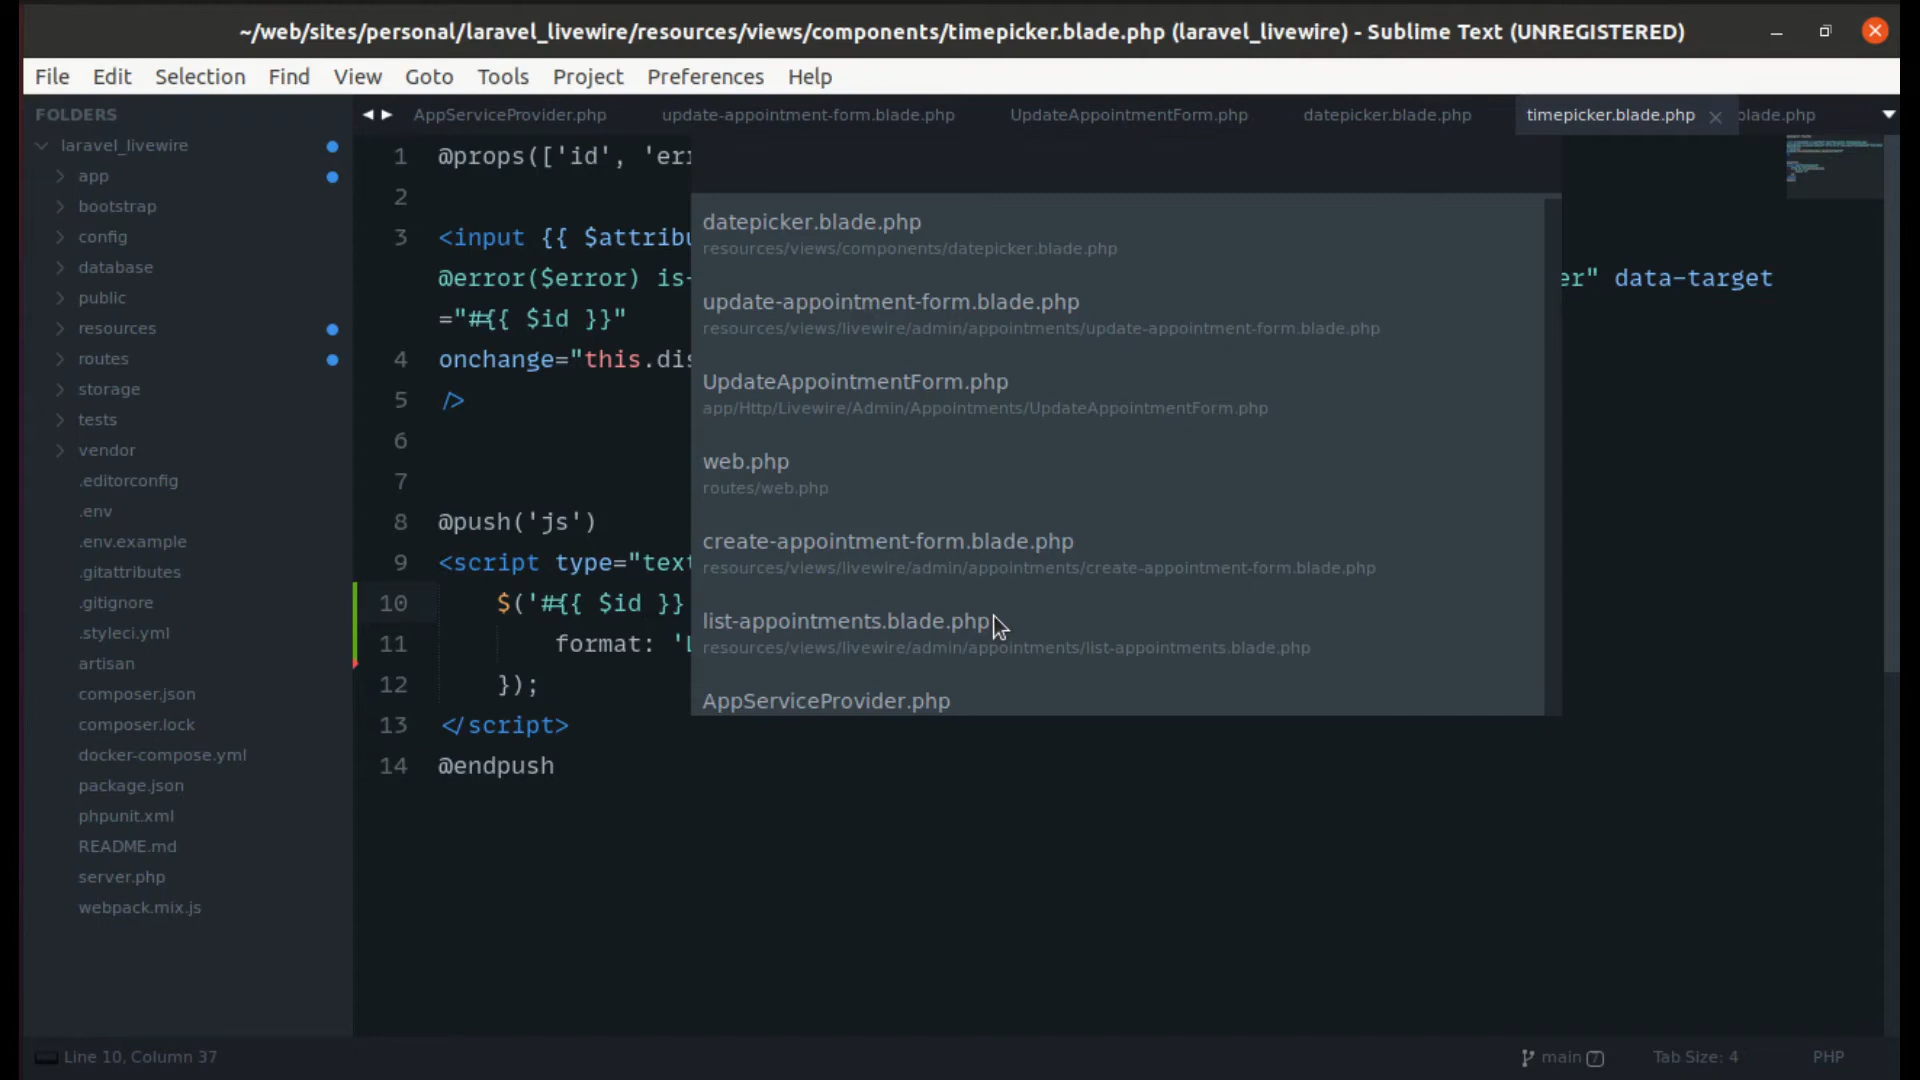 ~/web/sites/personal/laravel_livewire/resources/views/components/timepicker.blade.php (laravel_livewire) - Sublime Text (UNREGISTERED)
File Edit Selection Find View Goto Tools Project Preferences Help
FOLDERS
laravel_livewire
app
bootstrap
config
database
public
resources
routes
storage
tests
vendor
.editorconfig
.env
.env.example
.gitattributes
.gitignore
.styleci.yml
artisan
composer.json
composer.lock
docker-compose.yml
package.json
phpunit.xml
README.md
server.php
webpack.mix.js
AppServiceProvider.php update-appointment-form.blade.php UpdateAppointmentForm.php datepicker.blade.php timepicker.blade.php blade.php
1 @props(['id', 'err
2
3 <input {{ $attribu
@error($error) is- er" data-target
="#{{ $id }}"
4 onchange="this.dis
5 />
6
7
8 @push('js')
9 <script type="text
10 $('#{{ $id }}
11 format: 'L
12 });
13 </script>
14 @endpush
datepicker.blade.php
resources/views/components/datepicker.blade.php
update-appointment-form.blade.php
resources/views/livewire/admin/appointments/update-appointment-form.blade.php
UpdateAppointmentForm.php
app/Http/Livewire/Admin/Appointments/UpdateAppointmentForm.php
web.php
routes/web.php
create-appointment-form.blade.php
resources/views/livewire/admin/appointments/create-appointment-form.blade.php
list-appointments.blade.php
resources/views/livewire/admin/appointments/list-appointments.blade.php
AppServiceProvider.php
Line 10, Column 37 main 7 Tab Size: 4 PHP